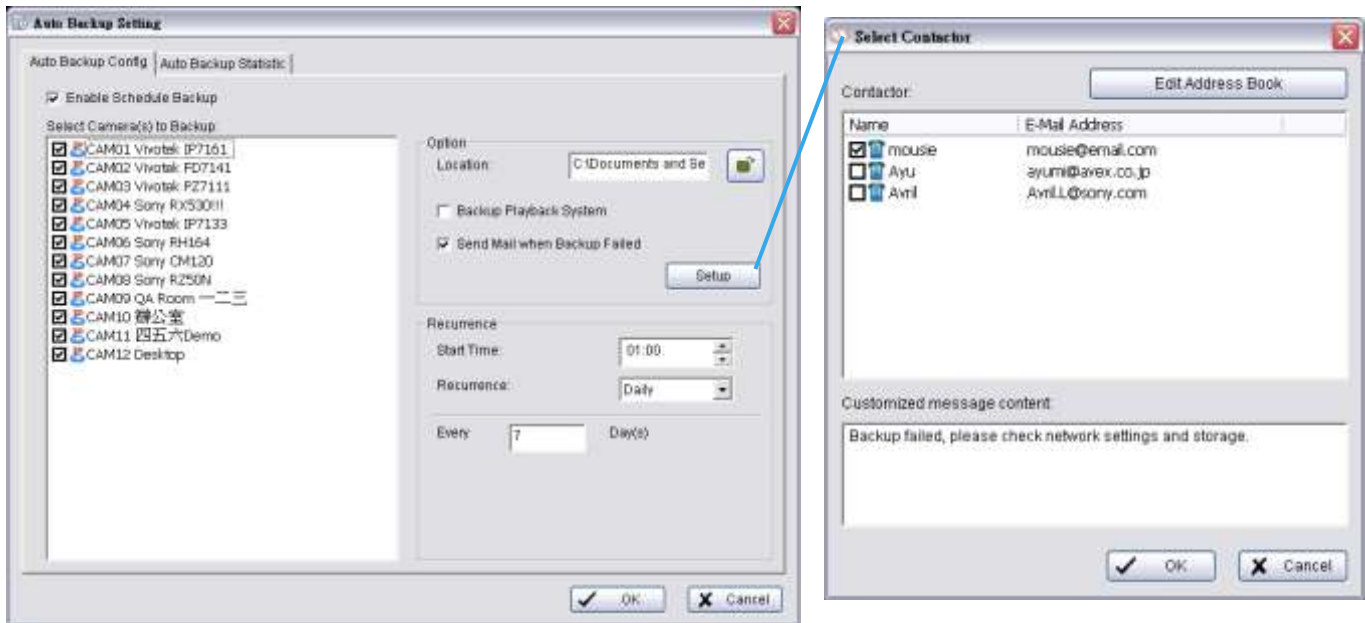 Auto Backup Setting
Auto Backup Config
Auto Backup Statistic
Enable Schedule Backup
Select Camera(s) to Backup:
CAM01 Vivotek IP7161
CAM02 Vivotek FD7141
CAM03 Vivotek PZ7111
CAM04 Sony RX530!!!
CAM05 Vivotek IP7133
CAM06 Sony RH164
CAM07 Sony CM120
CAM08 Sony RZ50N
CAM09 QA Room 一二三
CAM10 辦公室
CAM11 四五六Demo
CAM12 Desktop
Option
Location:
C:\Documents and Se
Backup Playback System
Send Mail when Backup Failed
Setup
Recurrence
Start Time:
01:00
Recurrence:
Daily
Every 7 Day(s)
OK
Cancel
Select Contactor
Contactor:
Edit Address Book
Name E-Mail Address
mousie mousie@email.com
Ayu ayumi@avex.co.jp
Avril Avril.L@sony.com
Customized message content:
Backup failed, please check network settings and storage.
OK
Cancel